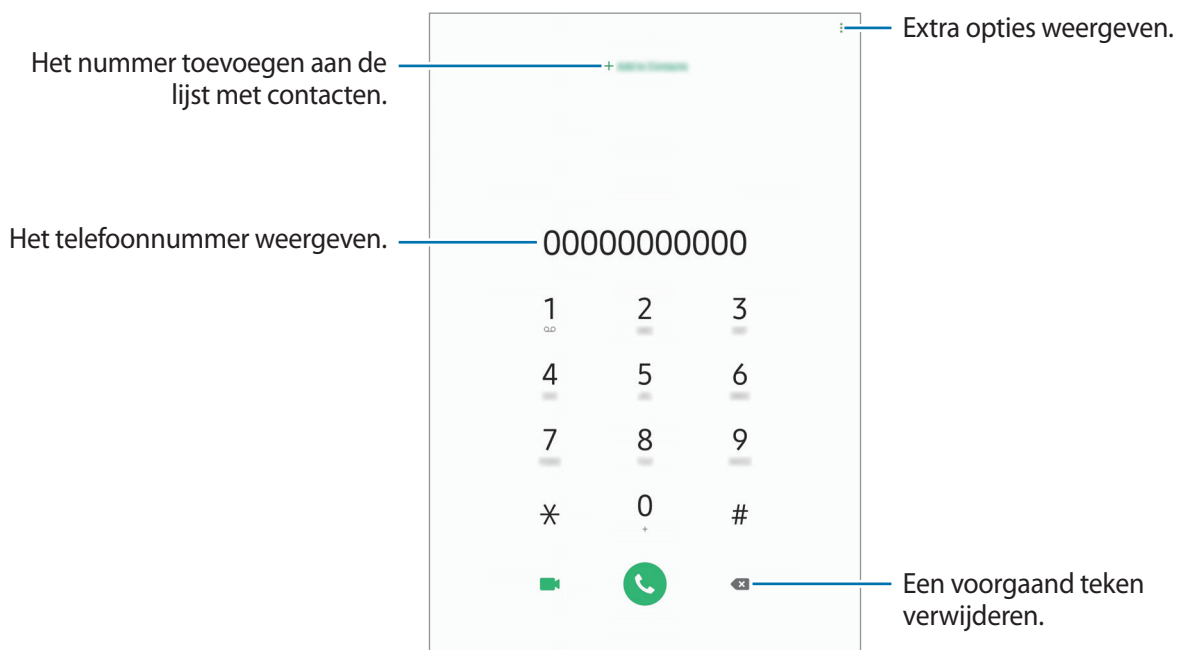 Extra opties weergeven.
Het nummer toevoegen aan de
lijst met contacten.
+
Het telefoonnummer weergeven.
00000000000
1 2 3
4 5 6
7 8 9
* 0 #
+
Een voorgaand teken
verwijderen.